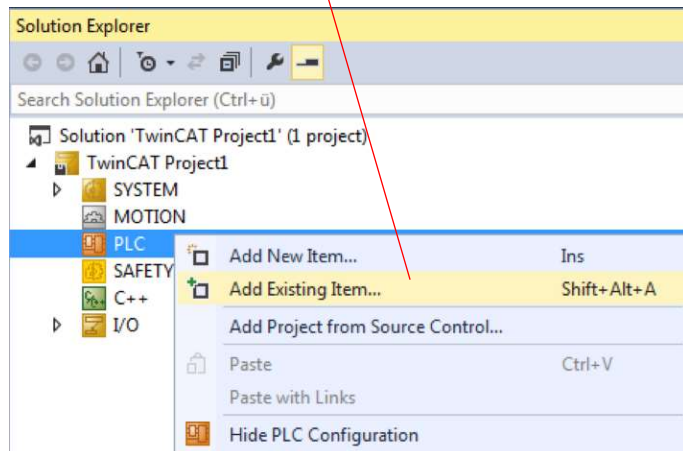 Solution Explorer
Search Solution Explorer (Ctrl+ü)
Solution 'TwinCAT Project1' (1 project)
TwinCAT Project1
SYSTEM
MOTION
PLC
SAFETY
C++
I/O
Add New Item... Ins
Add Existing Item... Shift+Alt+A
Add Project from Source Control...
Paste Ctrl+V
Paste with Links
Hide PLC Configuration